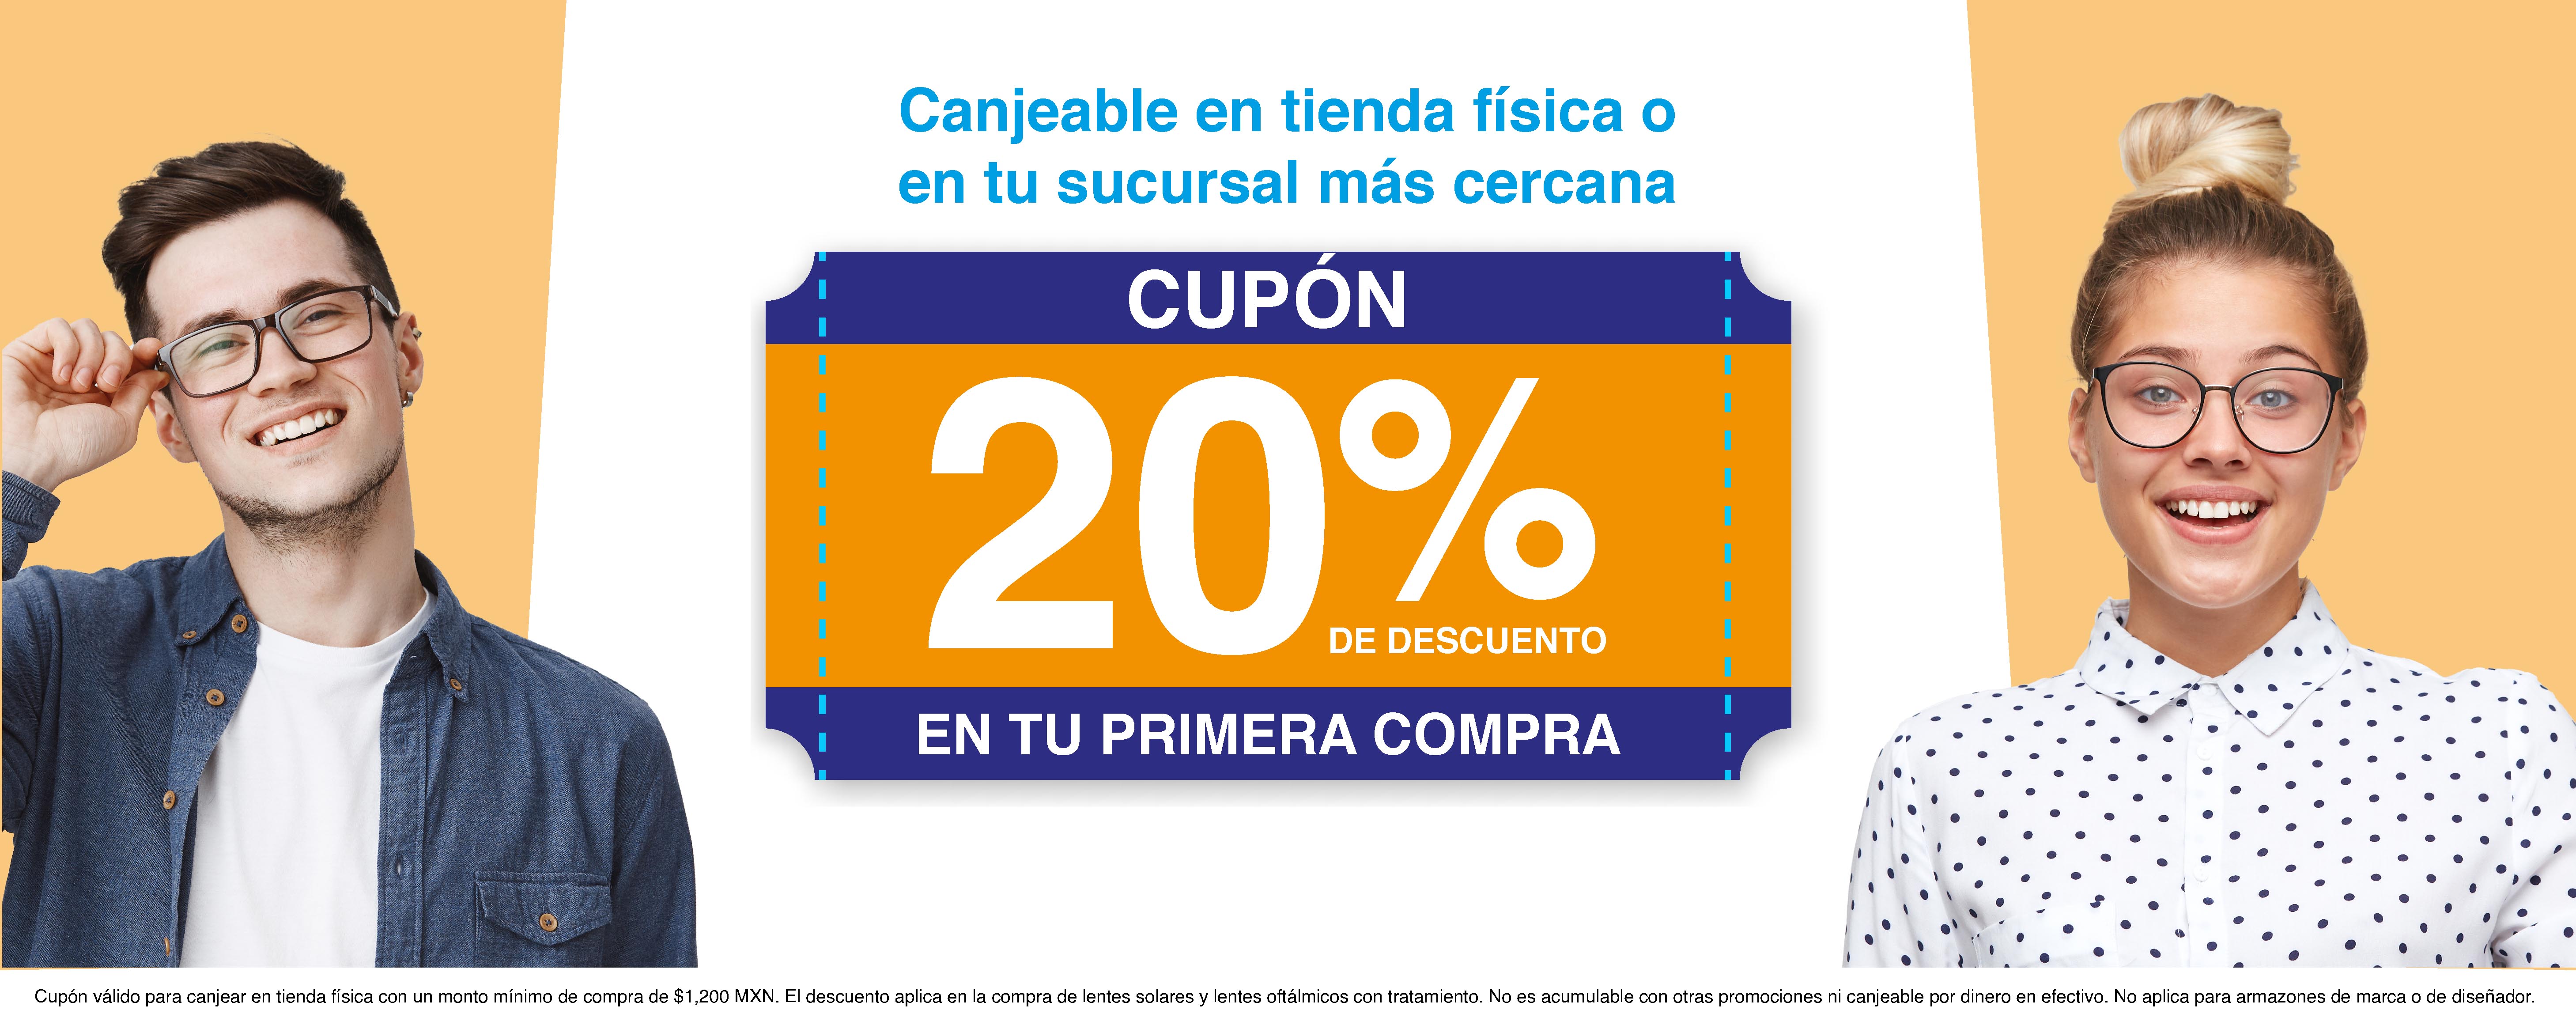 Canjeable en tienda física o
en tu sucursal más cercana
CUPÓN
20%
DE DESCUENTO
EN TU PRIMERA COMPRA
Cupón válido para canjear en tienda física con un monto mínimo de compra de $1,200 MXN. El descuento aplica en la compra de lentes solares y lentes oftálmicos con tratamiento. No es acumulable con otras promociones ni canjeable por dinero en efectivo. No aplica para armazones de marca o de diseñador.